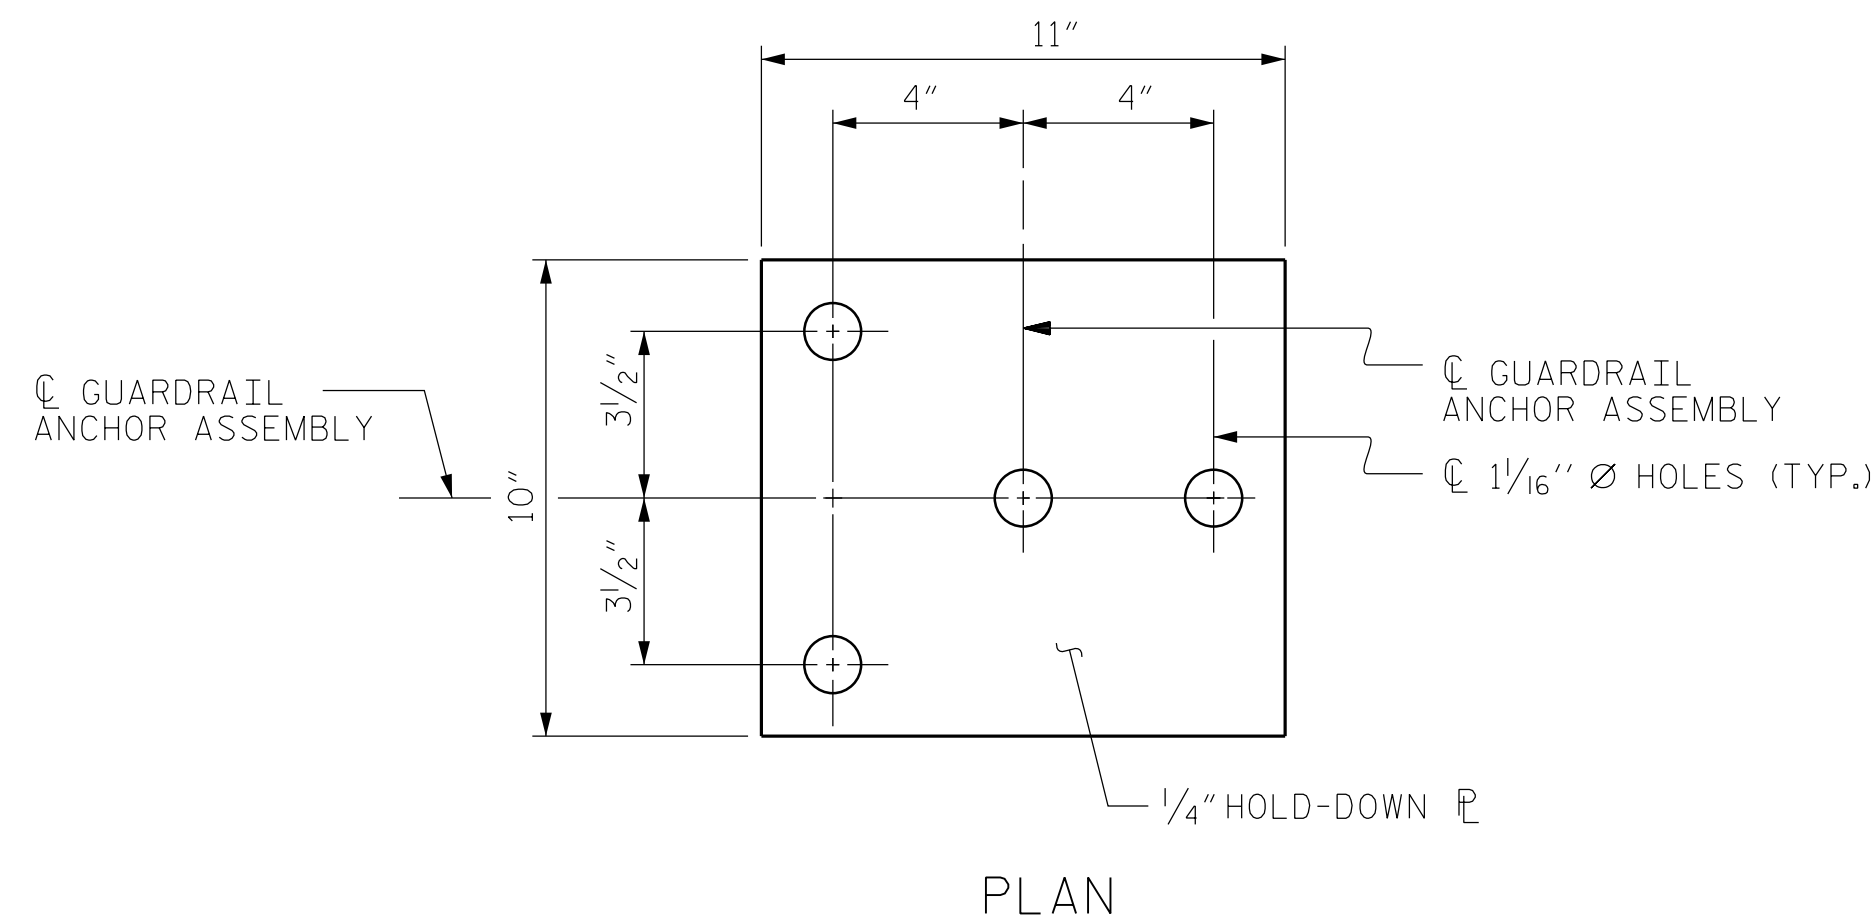 11"
4" 4"
3 1/2"
℄ GUARDRAIL
ANCHOR ASSEMBLY
℄ GUARDRAIL
ANCHOR ASSEMBLY
10"
℄ 1 1/16" Ø HOLES (TYP.)
3 1/2"
1/4" HOLD-DOWN ⅊
PLAN